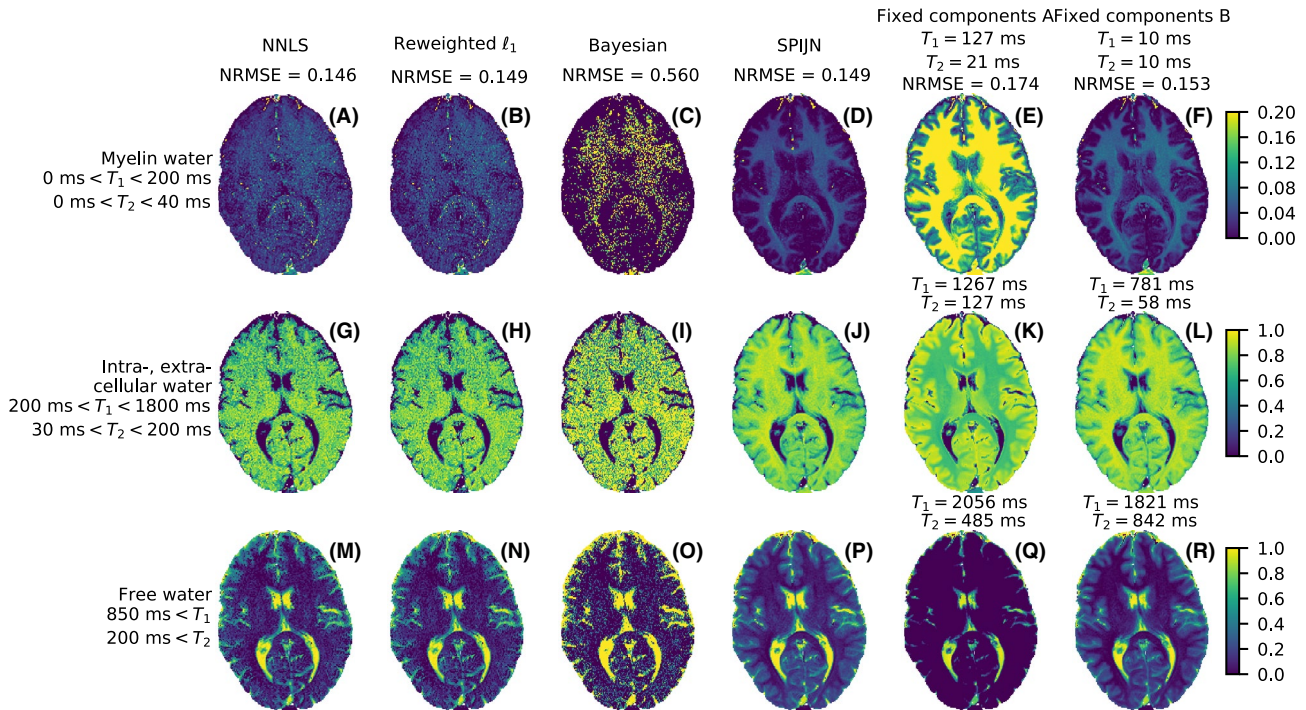 Fixed components A Fixed components B
NNLS Reweighted ℓ₁ Bayesian SPIJN T₁ = 127 ms T₁ = 10 ms
T₂ = 21 ms T₂ = 10 ms
NRMSE = 0.146 NRMSE = 0.149 NRMSE = 0.560 NRMSE = 0.149 NRMSE = 0.174 NRMSE = 0.153
(A) (B) (C) (D) (E) (F)
Myelin water
0 ms < T₁ < 200 ms
0 ms < T₂ < 40 ms
0.20
0.16
0.12
0.08
0.04
0.00
T₁ = 1267 ms T₁ = 781 ms
T₂ = 127 ms T₂ = 58 ms
(G) (H) (I) (J) (K) (L)
Intra-, extra-
cellular water
200 ms < T₁ < 1800 ms
30 ms < T₂ < 200 ms
1.0
0.8
0.6
0.4
0.2
0.0
T₁ = 2056 ms T₁ = 1821 ms
T₂ = 485 ms T₂ = 842 ms
(M) (N) (O) (P) (Q) (R)
Free water
850 ms < T₁
200 ms < T₂
1.0
0.8
0.6
0.4
0.2
0.0